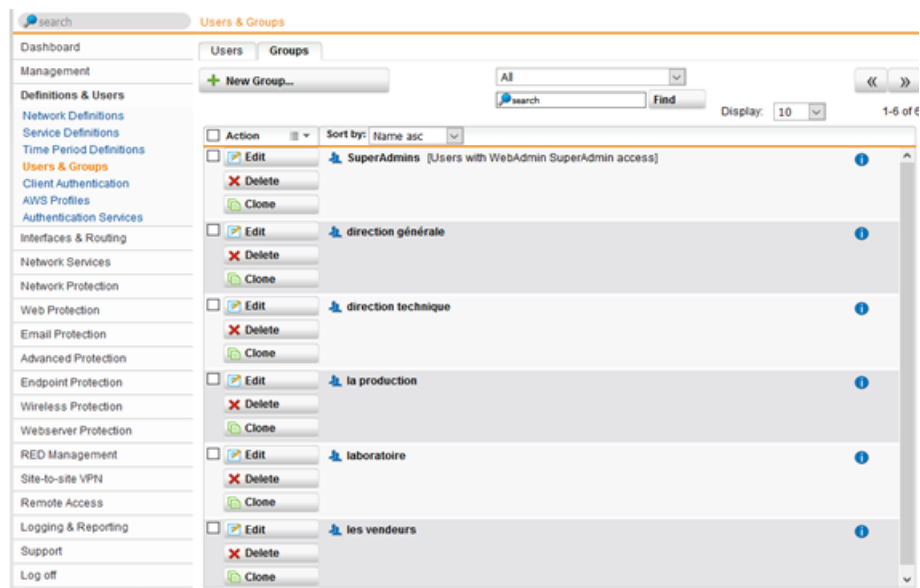 search
Users & Groups
Dashboard
Management
Definitions & Users
Network Definitions
Service Definitions
Time Period Definitions
Users & Groups
Client Authentication
AWS Profiles
Authentication Services
Interfaces & Routing
Network Services
Network Protection
Web Protection
Email Protection
Advanced Protection
Endpoint Protection
Wireless Protection
Webserver Protection
RED Management
Site-to-site VPN
Remote Access
Logging & Reporting
Support
Log off
Users Groups
New Group...
All
search Find
Display: 10
1-6 of 6
Action Sort by: Name asc
Edit SuperAdmins [Users with WebAdmin SuperAdmin access]
Delete
Clone
Edit direction générale
Delete
Clone
Edit direction technique
Delete
Clone
Edit la production
Delete
Clone
Edit laboratoire
Delete
Clone
Edit les vendeurs
Delete
Clone